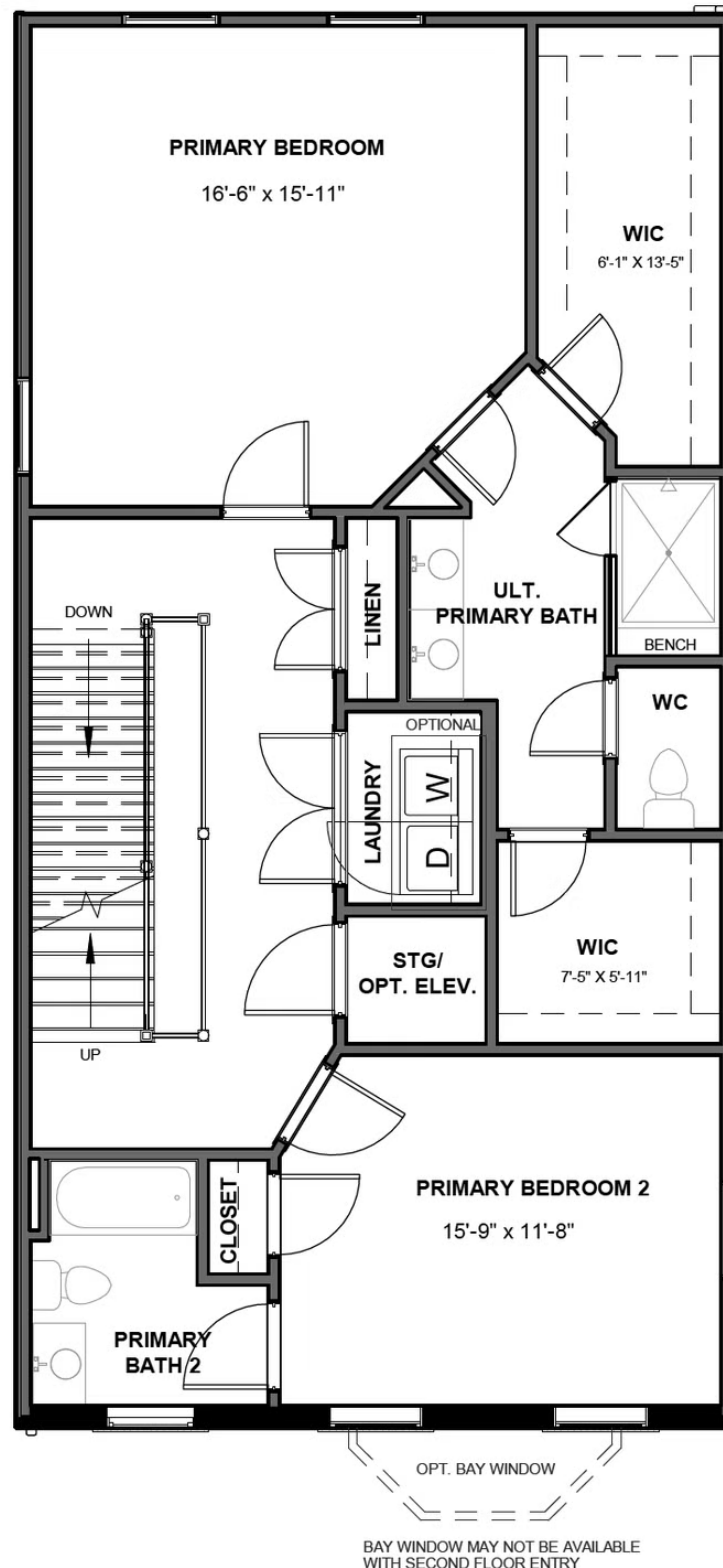 PRIMARY BEDROOM
16'-6" x 15'-11"
WIC
6'-1" X 13'-5"
DOWN
LINEN
ULT.
PRIMARY BATH
BENCH
WC
OPTIONAL
LAUNDRY
W
D
STG/
OPT. ELEV.
WIC
7'-5" X 5'-11"
UP
PRIMARY BEDROOM 2
15'-9" x 11'-8"
CLOSET
PRIMARY
BATH 2
OPT. BAY WINDOW
BAY WINDOW MAY NOT BE AVAILABLE
WITH SECOND FLOOR ENTRY